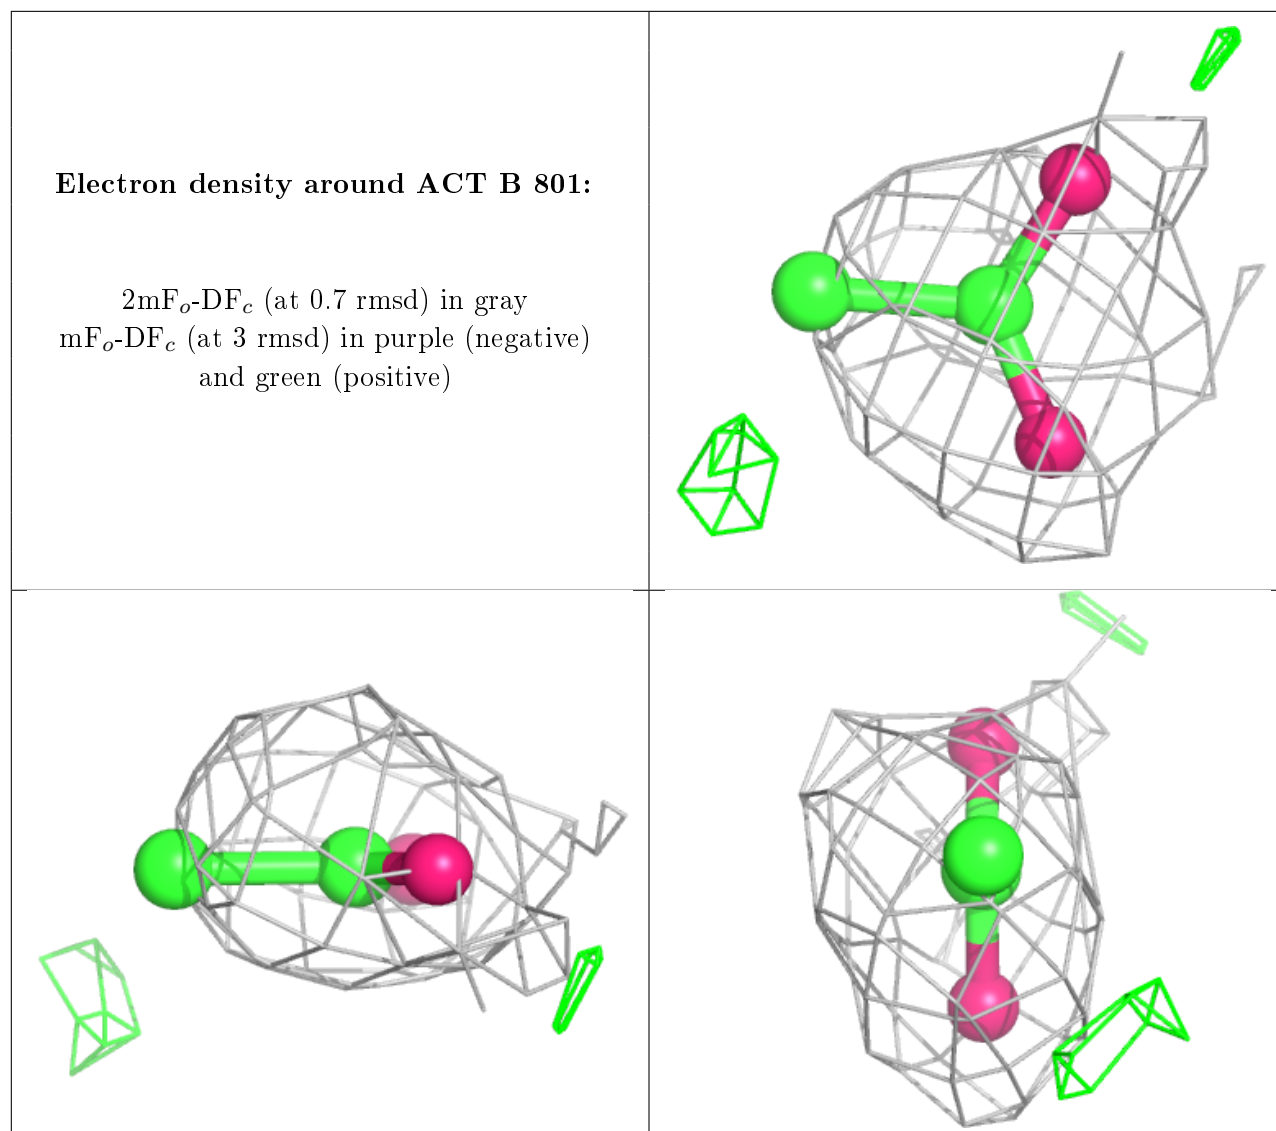 Electron density around ACT B 801:
2mFₒ-DF𝒸 (at 0.7 rmsd) in gray
mFₒ-DF𝒸 (at 3 rmsd) in purple (negative)
and green (positive)